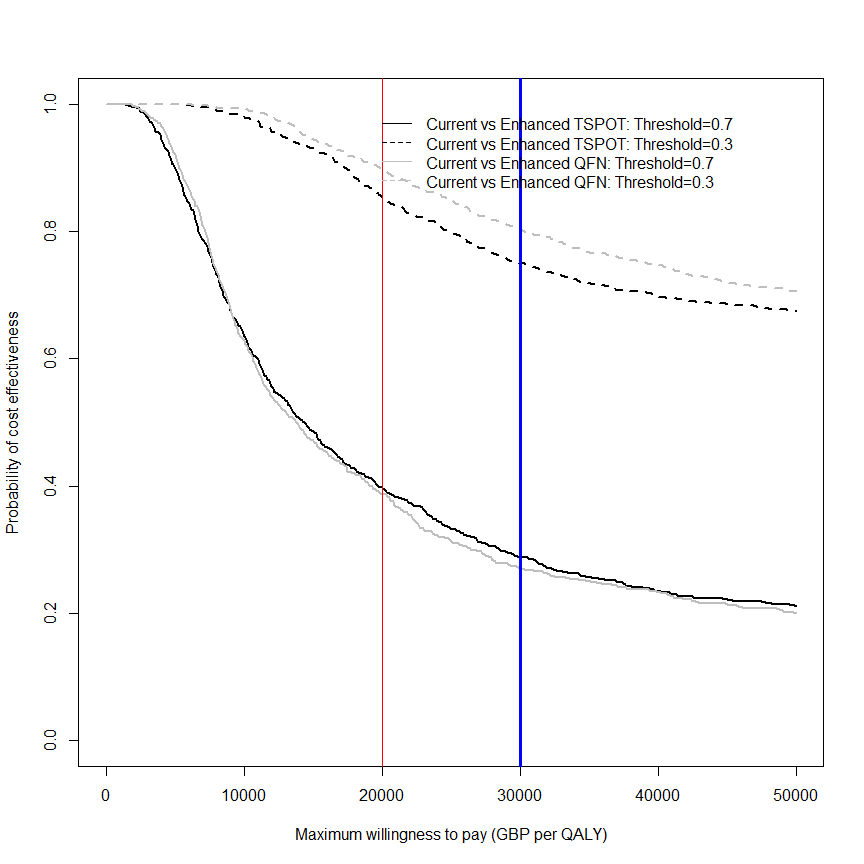 Current vs Enhanced TSPOT: Threshold=0.7
Current vs Enhanced TSPOT: Threshold=0.3
Current vs Enhanced QFN: Threshold=0.7
Current vs Enhanced QFN: Threshold=0.3
Probability of cost effectiveness
1.0
0.8
0.6
0.4
0.2
0.0
0 10000 20000 30000 40000 50000
Maximum willingness to pay (GBP per QALY)